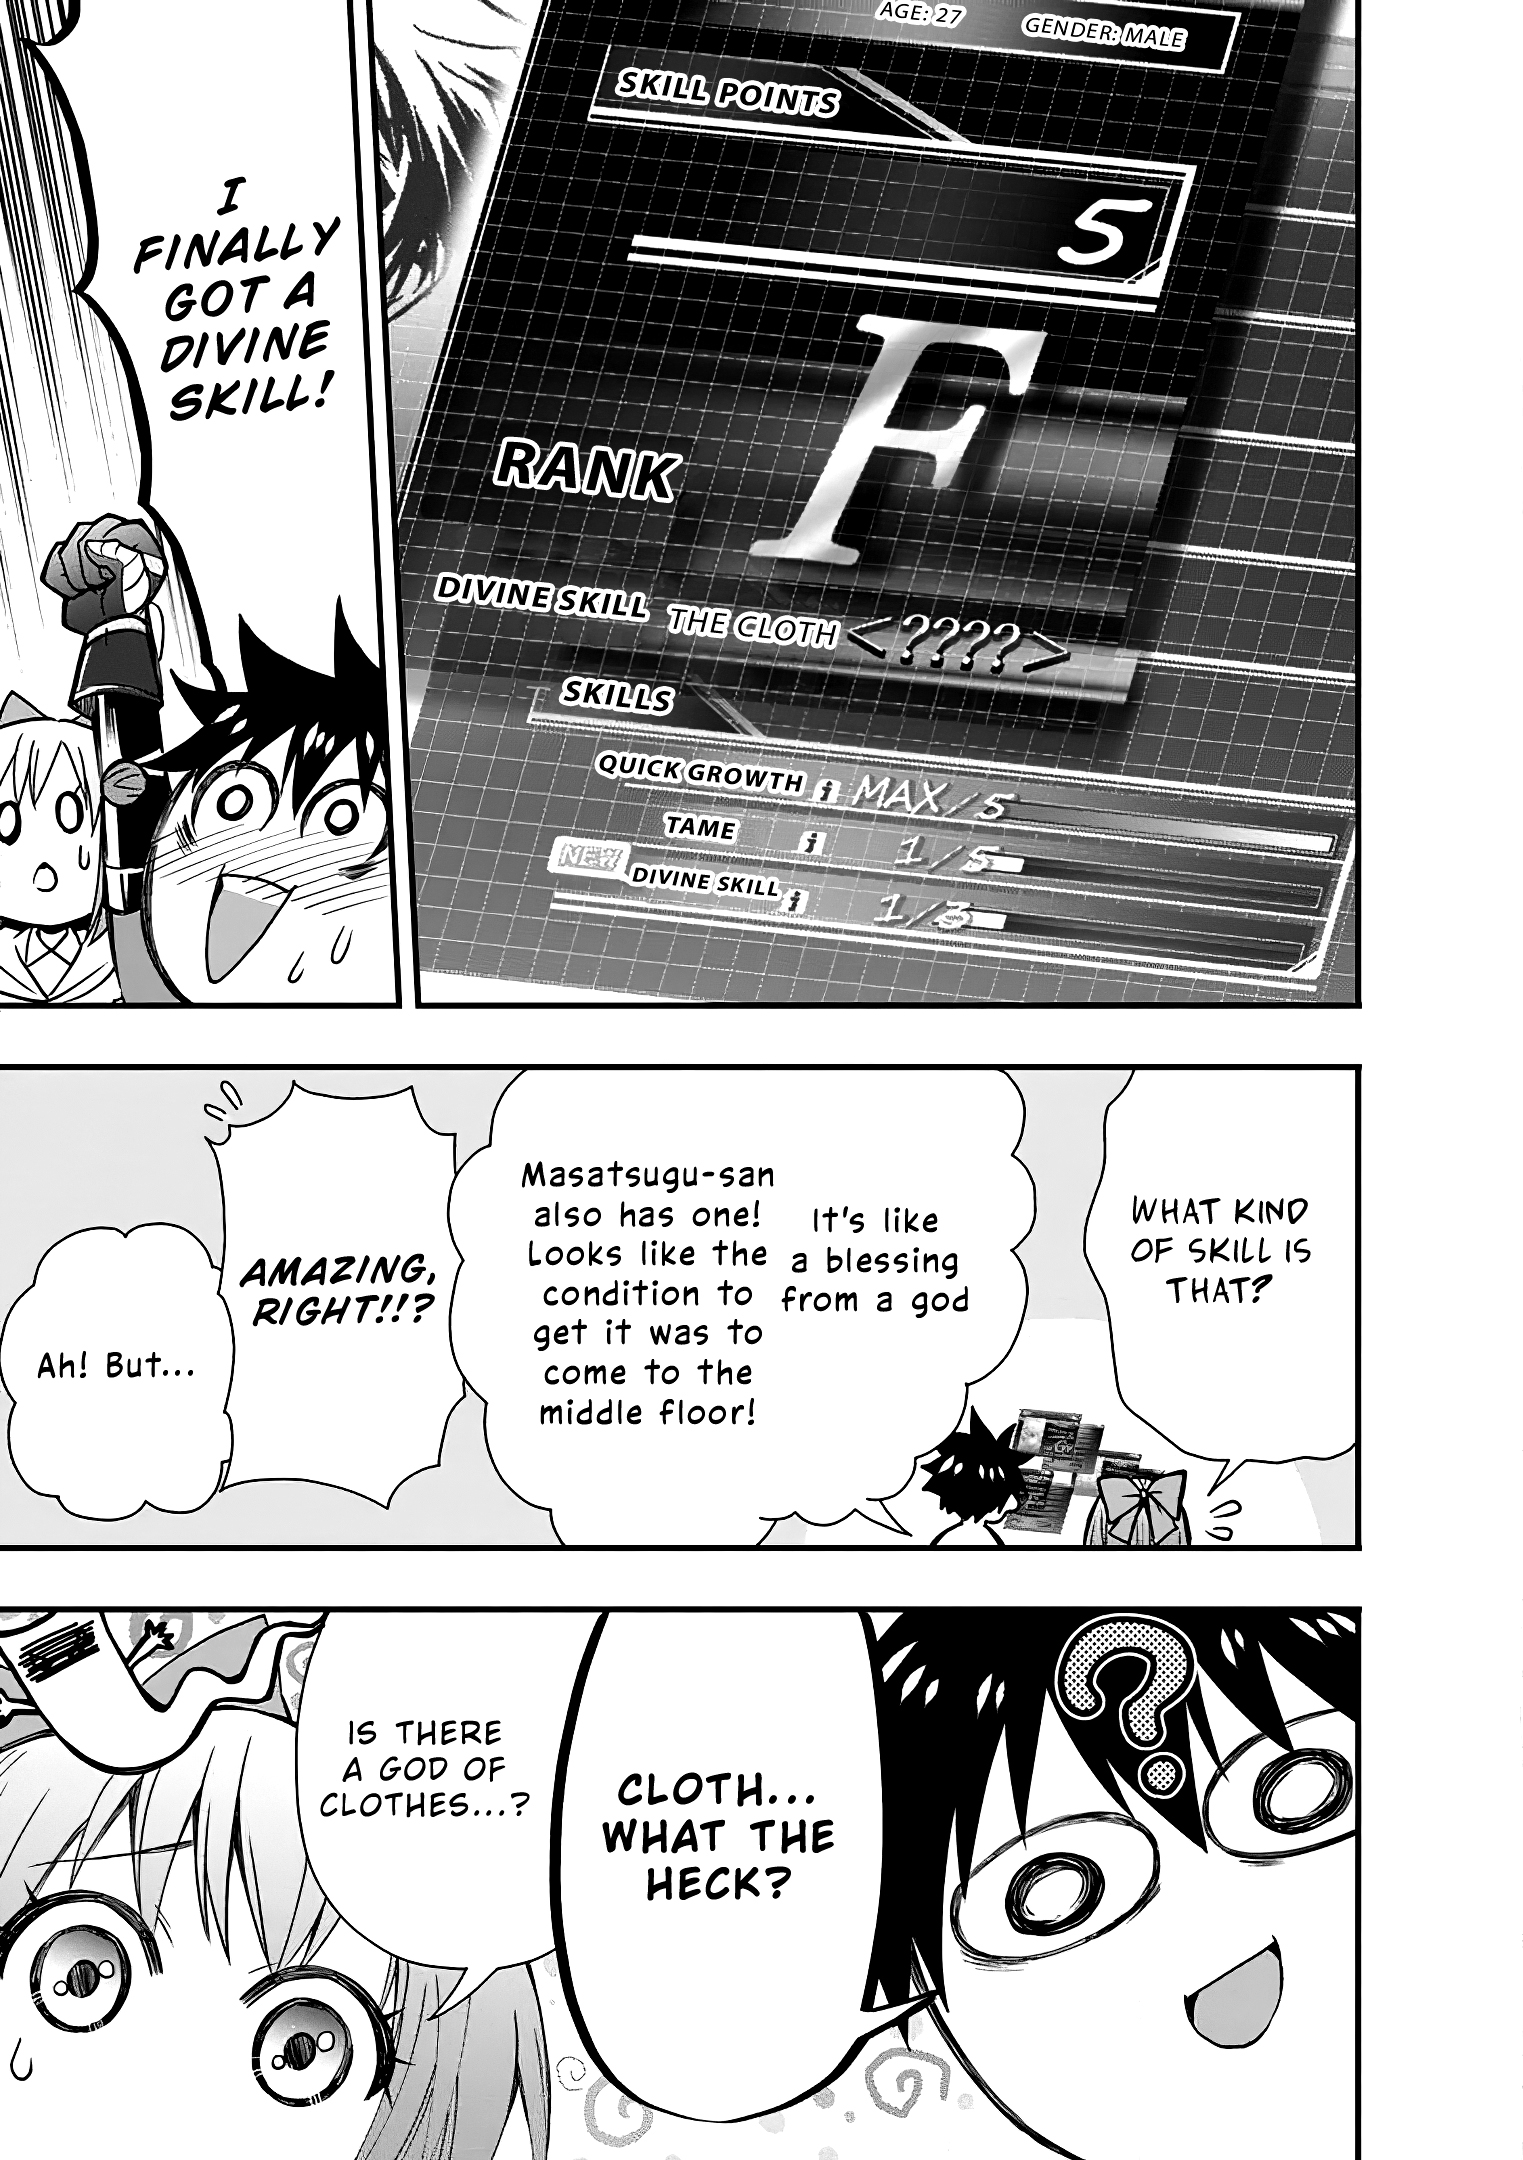 AGE: 27 GENDER: MALE
SKILL POINTS
5
RANK F
DIVINE SKILL THE CLOTH <????>
SKILLS
QUICK GROWTH i MAX/5
TAME i 1/5
NEW DIVINE SKILL i 1/3
I
FINALLY
GOT A
DIVINE
SKILL!
WHAT KIND
OF SKILL IS
THAT?
It's like
a blessing
from a god
Masatsugu-san
also has one!
Looks like the
condition to
get it was to
come to the
middle floor!
AMAZING,
RIGHT!!?
Ah! But...
?
CLOTH...
WHAT THE
HECK?
IS THERE
A GOD OF
CLOTHES...?